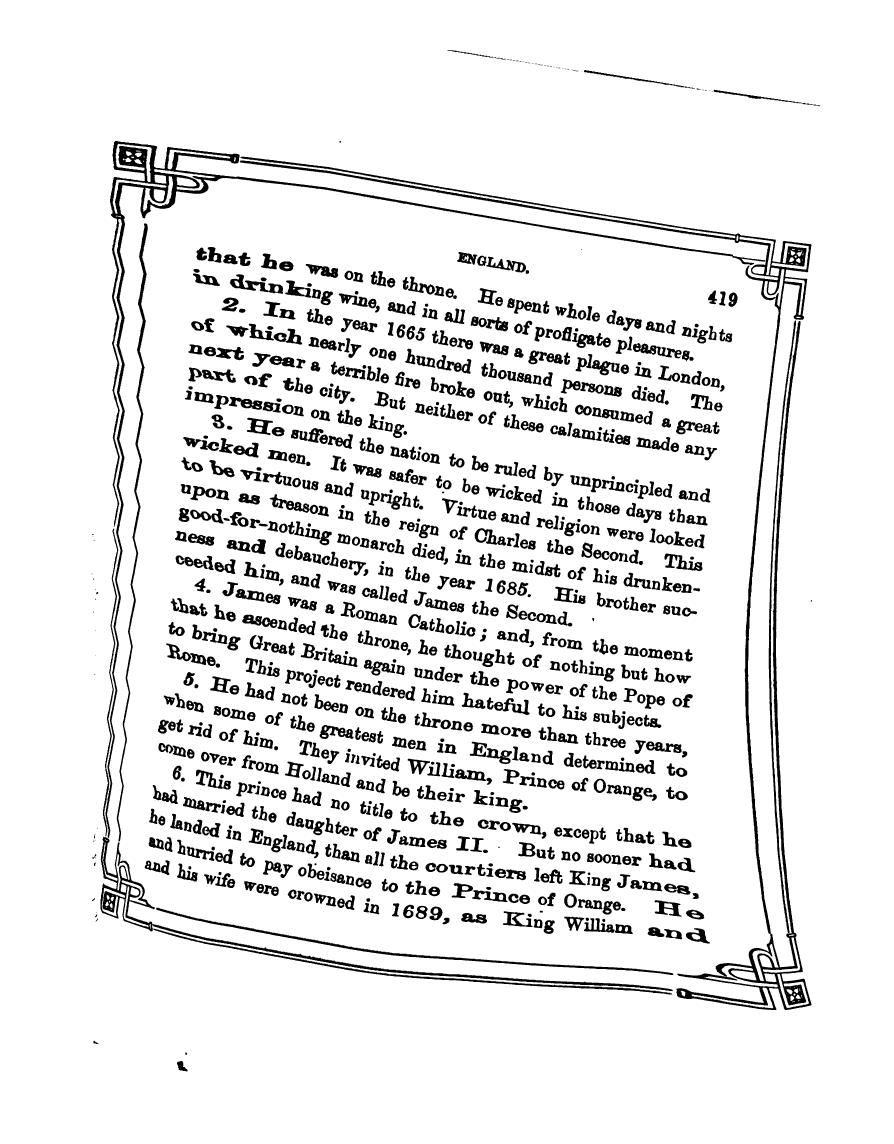 ENGLAND.
419
that he was on the throne. He spent whole days and nights
in drinking wine, and in all sorts of profligate pleasures.
2. In the year 1665 there was a great plague in London,
of which nearly one hundred thousand persons died. The
next year a terrible fire broke out, which consumed a great
part of the city. But neither of these calamities made any
impression on the king.
3. He suffered the nation to be ruled by unprincipled and
wicked men. It was safer to be wicked in those days than
to be virtuous and upright. Virtue and religion were looked
upon as treason in the reign of Charles the Second. This
good-for-nothing monarch died, in the midst of his drunken-
ness and debauchery, in the year 1685. His brother suc-
ceeded him, and was called James the Second.
4. James was a Roman Catholic; and, from the moment
that he ascended the throne, he thought of nothing but how
to bring Great Britain again under the power of the Pope of
Rome. This project rendered him hateful to his subjects.
5. He had not been on the throne more than three years,
when some of the greatest men in England determined to
get rid of him. They invited William, Prince of Orange, to
come over from Holland and be their king.
6. This prince had no title to the crown, except that he
had married the daughter of James II. But no sooner had
he landed in England, than all the courtiers left King James,
and hurried to pay obeisance to the Prince of Orange. He
and his wife were crowned in 1689, as King William and